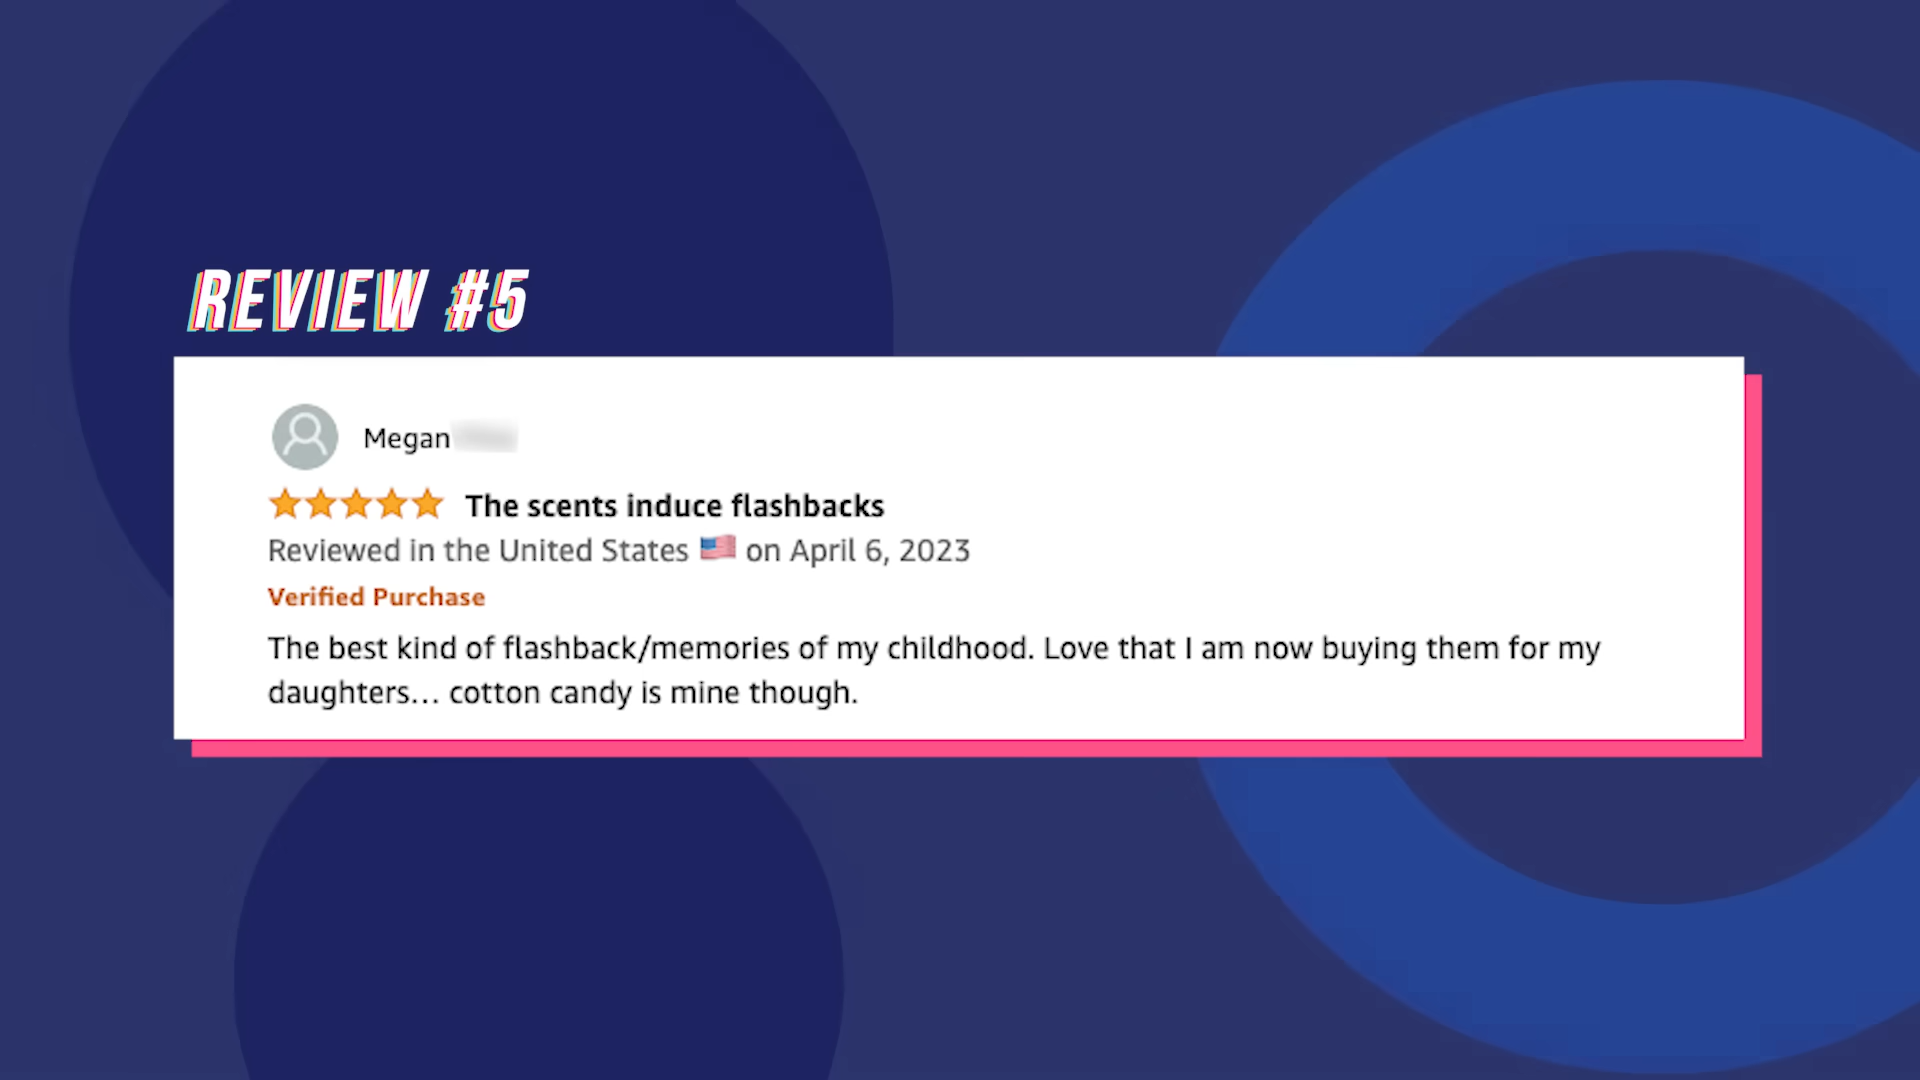 REVIEW #5
Megan
The scents induce flashbacks
Reviewed in the United States 🇺🇸 on April 6, 2023
Verified Purchase
The best kind of flashback/memories of my childhood. Love that I am now buying them for my
daughters... cotton candy is mine though.